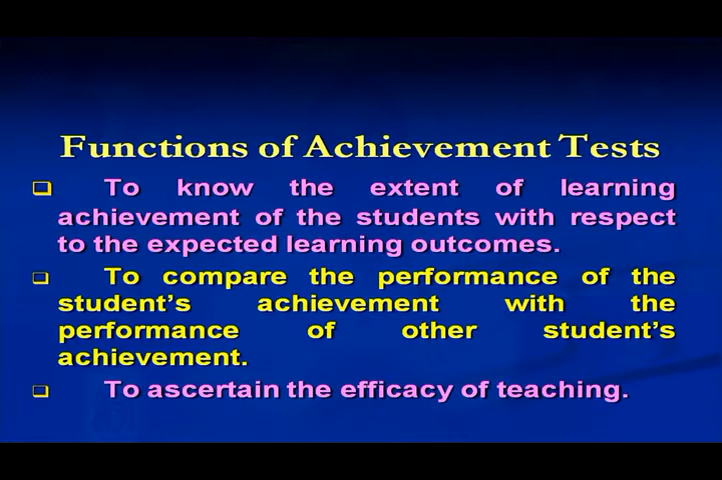 Functions of Achievement Tests
To know the extent of learning
achievement of the students with respect
to the expected learning outcomes.
To compare the performance of the
student's achievement with the
performance of other student's
achievement.
To ascertain the efficacy of teaching.